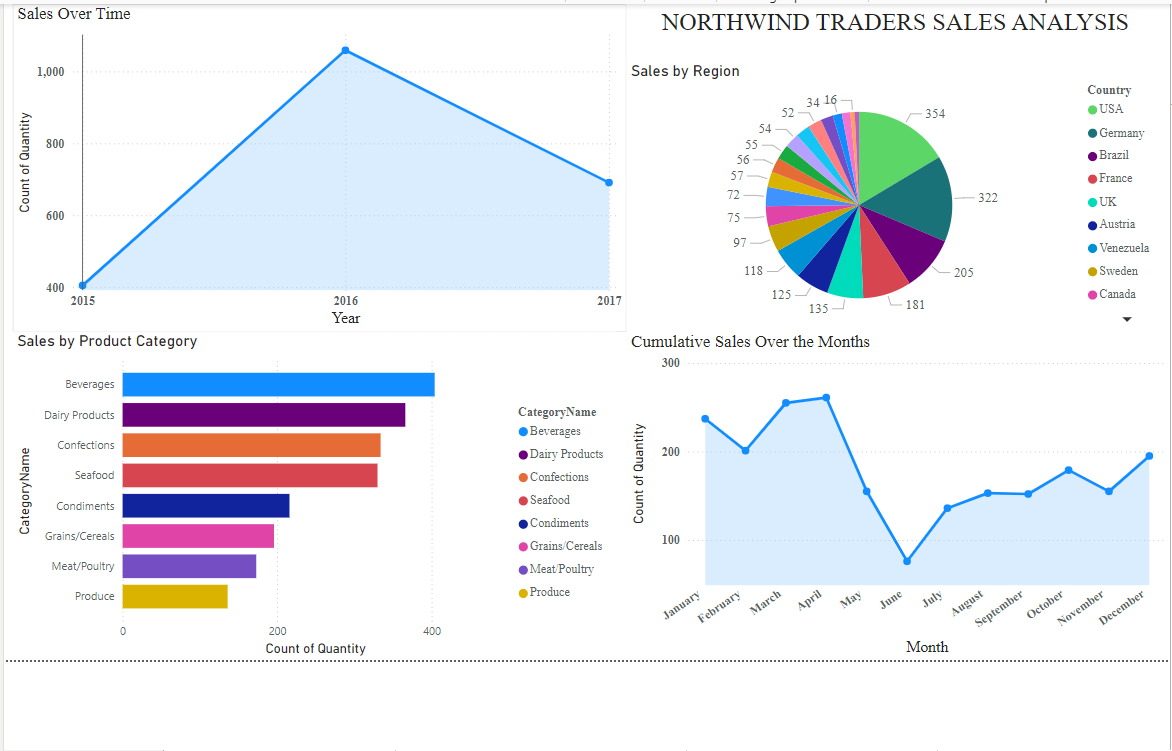 Sales Over Time
1,000
800
600
400
Count of Quantity
2015
2016
2017
Year
NORTHWIND TRADERS SALES ANALYSIS
Sales by Region
354
322
205
181
135
125
118
97
75
72
57
56
55
54
52
34
16
Country
USA
Germany
Brazil
France
UK
Austria
Venezuela
Sweden
Canada
Sales by Product Category
CategoryName
Beverages
Dairy Products
Confections
Seafood
Condiments
Grains/Cereals
Meat/Poultry
Produce
0
200
400
Count of Quantity
CategoryName
Beverages
Dairy Products
Confections
Seafood
Condiments
Grains/Cereals
Meat/Poultry
Produce
Cumulative Sales Over the Months
300
200
100
Count of Quantity
January
February
March
April
May
June
July
August
September
October
November
December
Month